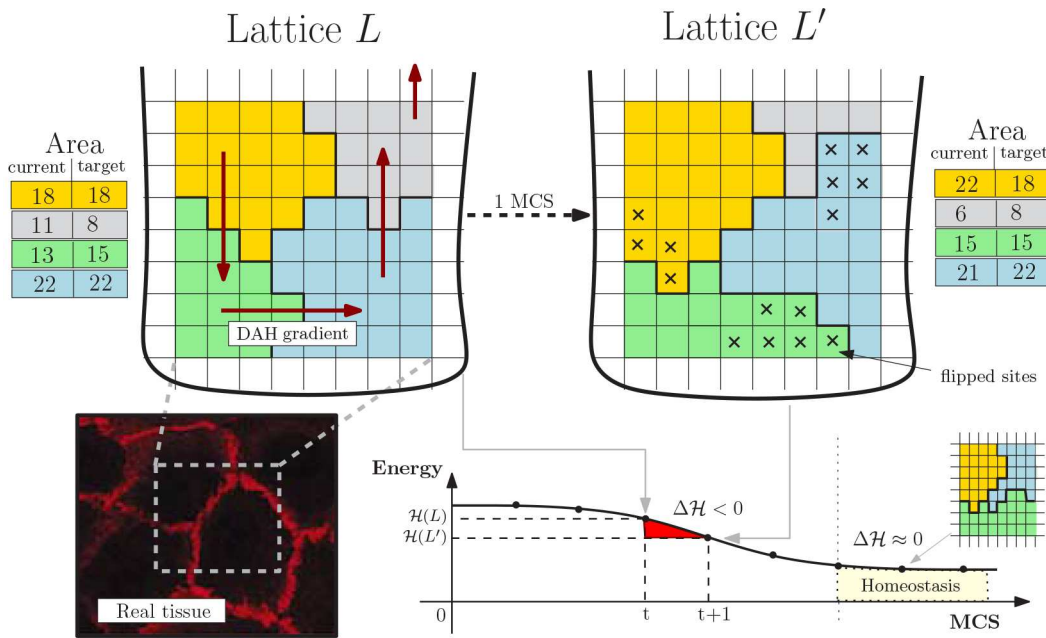 Lattice L
Lattice L′
Area
current target
18 18
11 8
13 15
22 22
DAH gradient
1 MCS
Area
current target
22 18
6 8
15 15
21 22
flipped sites
Real tissue
Energy
H(L)
H(L′)
ΔH < 0
ΔH ≈ 0
Homeostasis
0
t
t+1
MCS